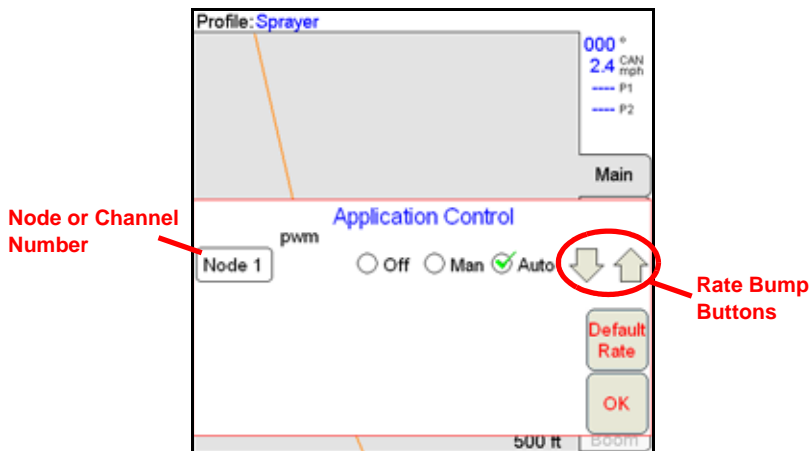 Profile: Sprayer
000 °
2.4 CAN mph
---- P1
---- P2
Main
Application Control
Node or Channel
Number
pwm
Node 1
Off Man Auto
Rate Bump
Buttons
Default
Rate
OK
500 ft
Boom